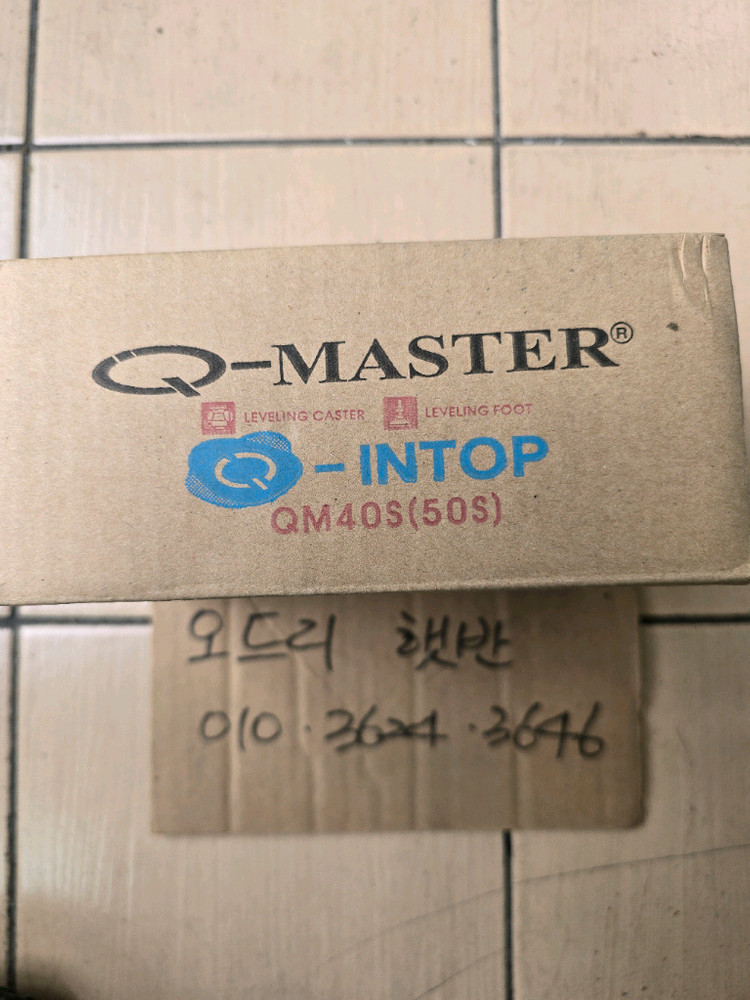 Q-MASTER®
LEVELING CASTER LEVELING FOOT
Q-INTOP
QM40S(50S)
오드리 햇반
010·3624·3646